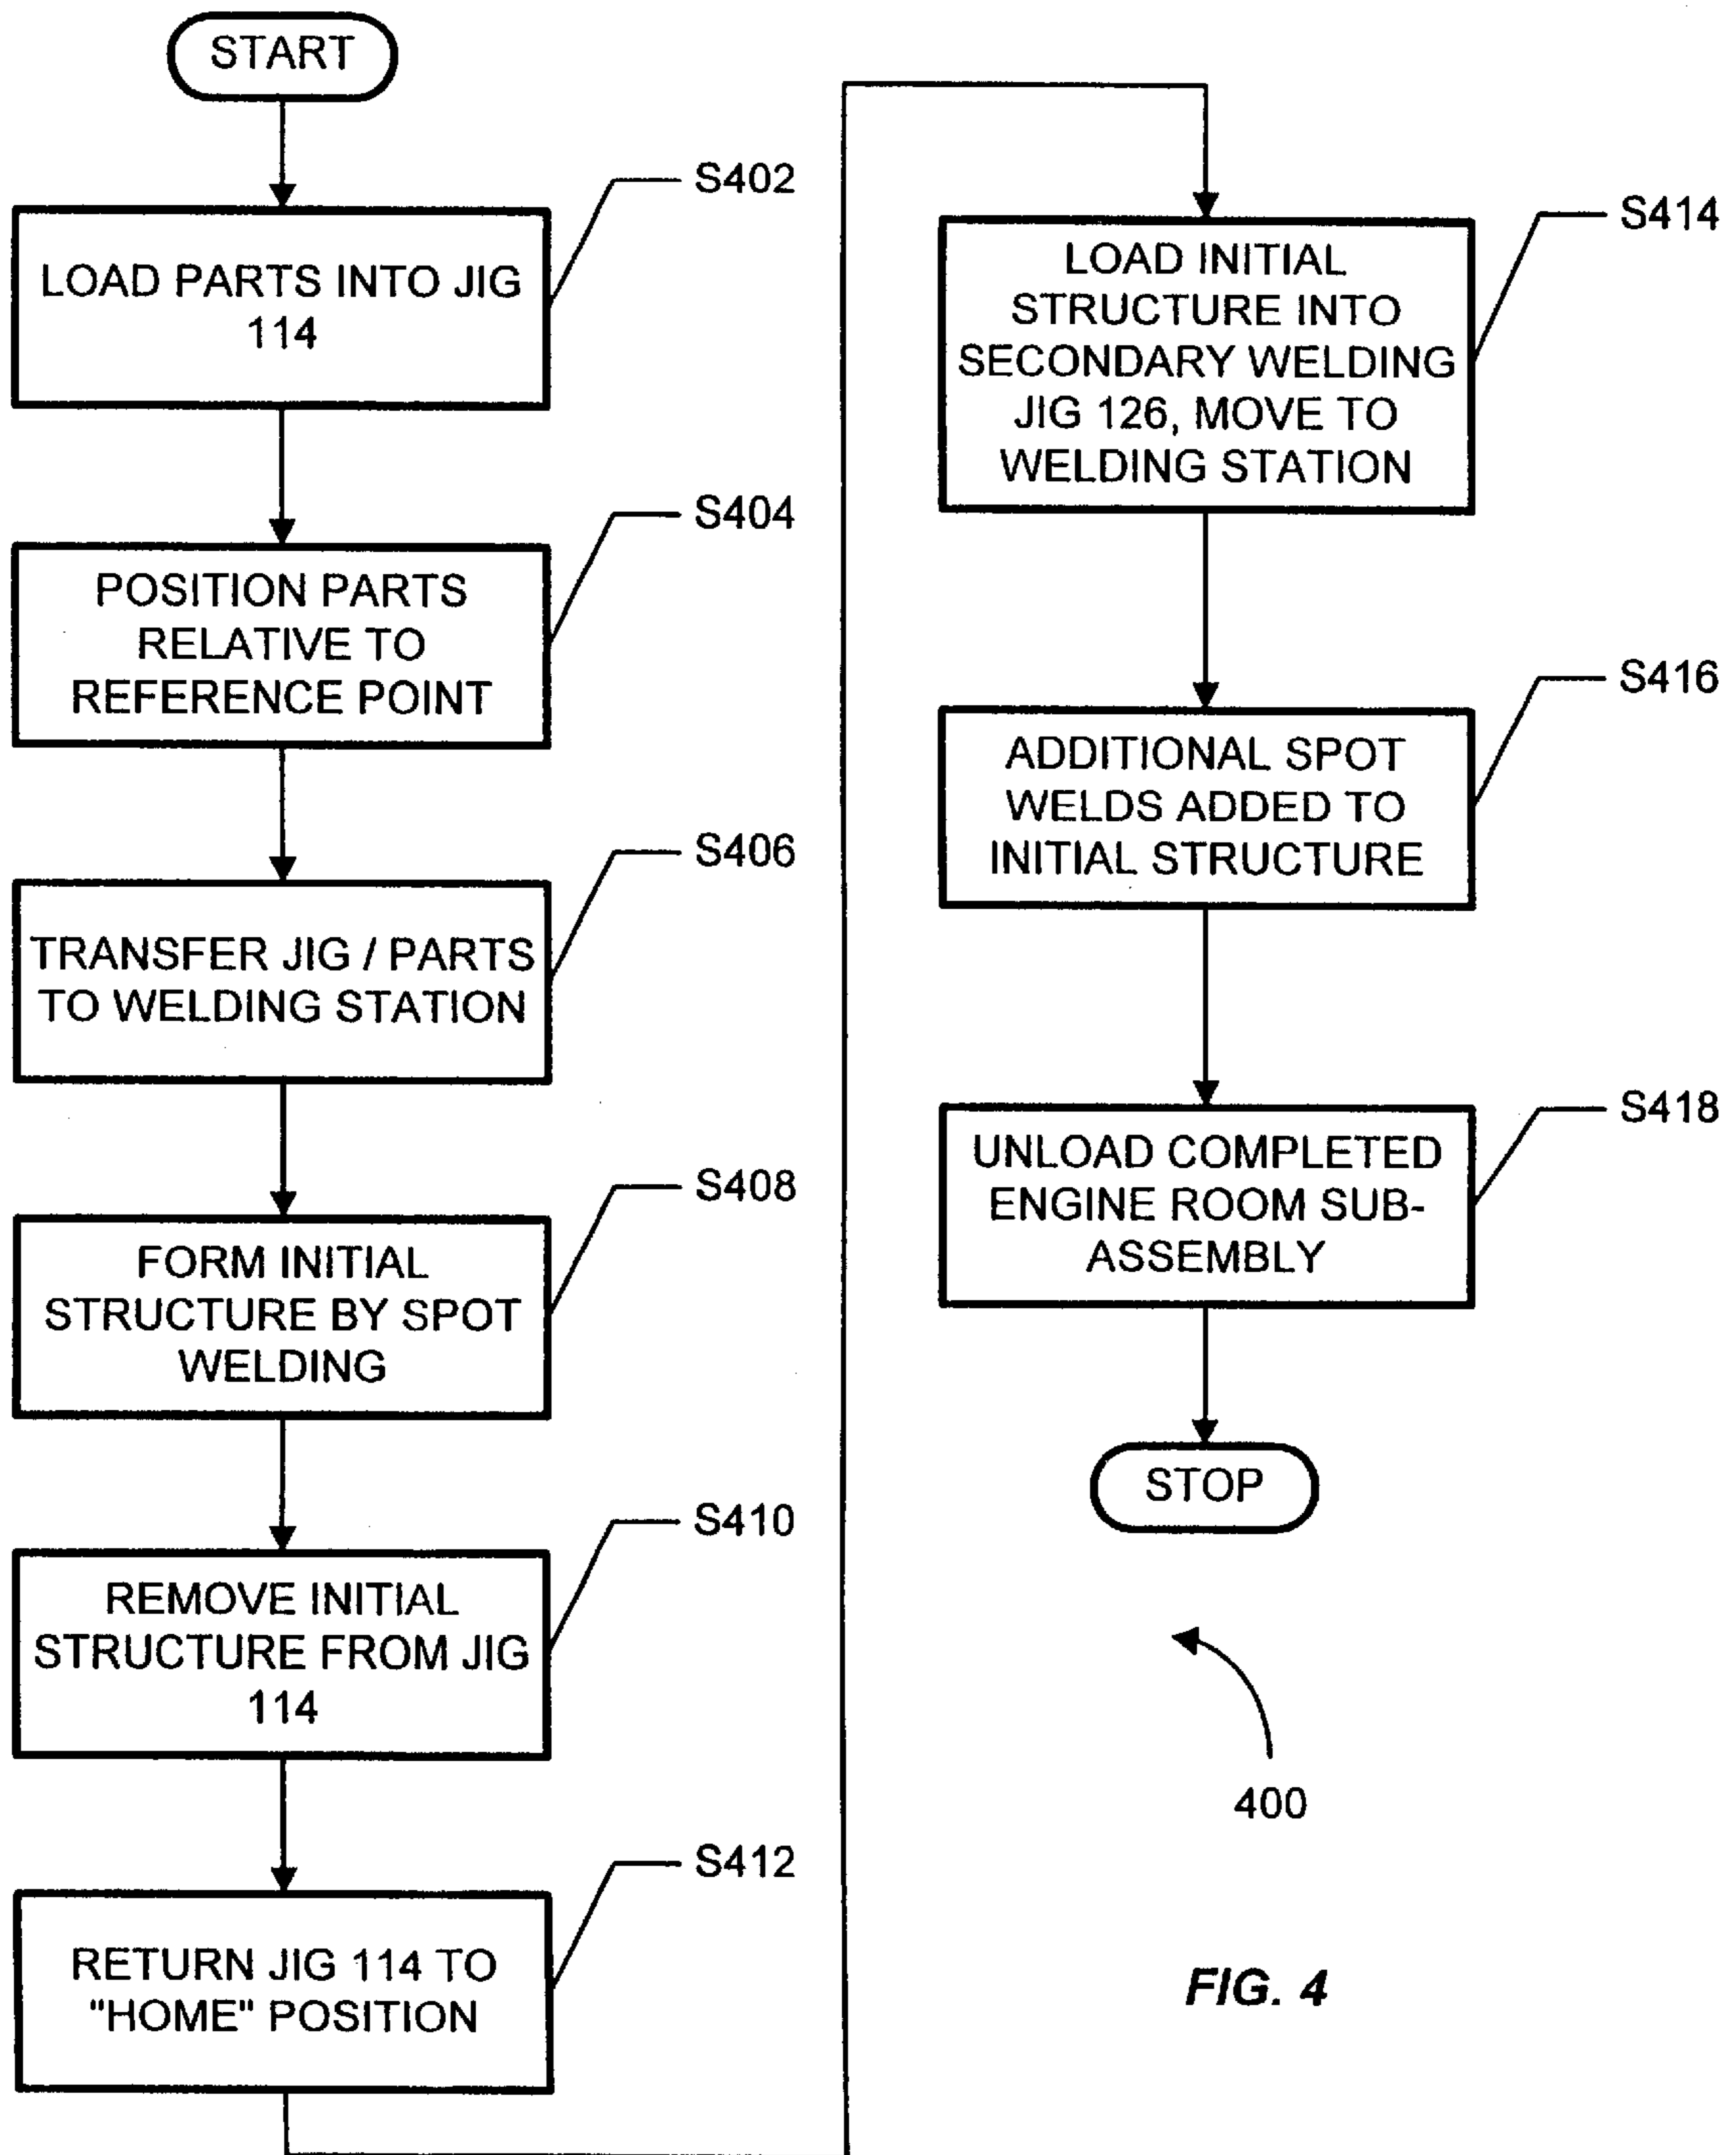 START
S402
LOAD PARTS INTO JIG
114
S404
POSITION PARTS
RELATIVE TO
REFERENCE POINT
S406
TRANSFER JIG / PARTS
TO WELDING STATION
S408
FORM INITIAL
STRUCTURE BY SPOT
WELDING
S410
REMOVE INITIAL
STRUCTURE FROM JIG
114
S412
RETURN JIG 114 TO
"HOME" POSITION
S414
LOAD INITIAL
STRUCTURE INTO
SECONDARY WELDING
JIG 126, MOVE TO
WELDING STATION
S416
ADDITIONAL SPOT
WELDS ADDED TO
INITIAL STRUCTURE
S418
UNLOAD COMPLETED
ENGINE ROOM SUB-
ASSEMBLY
STOP
400
FIG. 4